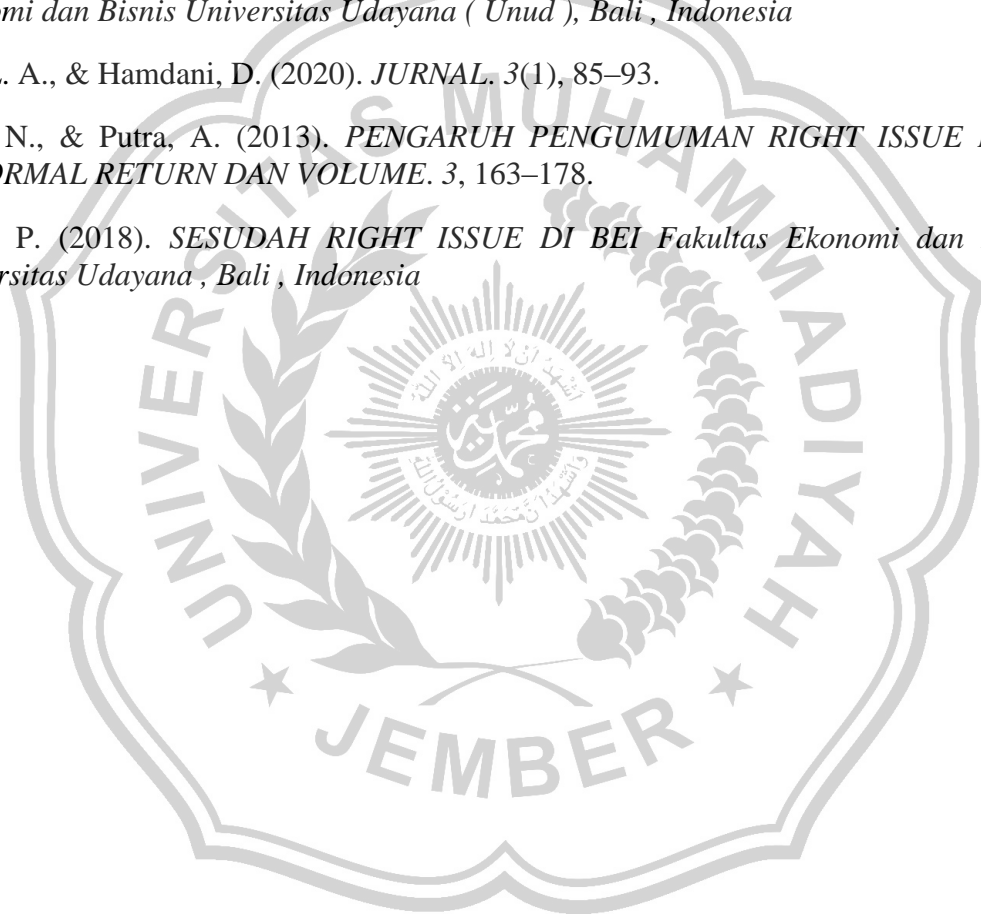 omi dan Bisnis Universitas Udayana ( Unud ), Bali , Indonesia
. A., & Hamdani, D. (2020). JURNAL. 3(1), 85–93.
N., & Putra, A. (2013). PENGARUH PENGUMUMAN RIGHT ISSUE
ORMAL RETURN DAN VOLUME. 3, 163–178.
P. (2018). SESUDAH RIGHT ISSUE DI BEI Fakultas Ekonomi dan
rsitas Udayana , Bali , Indonesia
UNIVERSITAS MUHAMMADIYAH
JEMBER